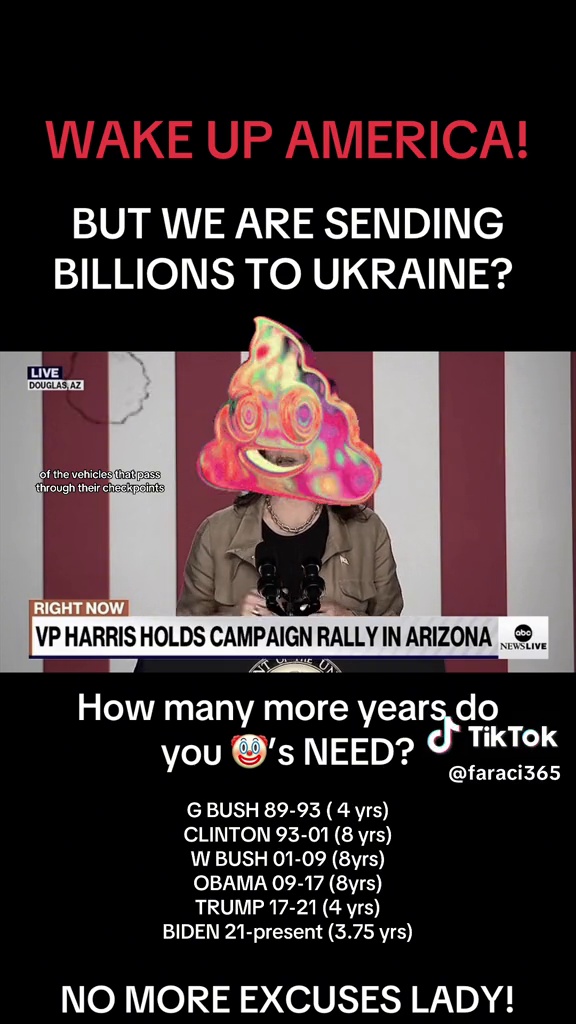 WAKE UP AMERICA!
BUT WE ARE SENDING
BILLIONS TO UKRAINE?
LIVE
DOUGLAS, AZ
of the vehicles that pass
through their checkpoints
RIGHT NOW
VP HARRIS HOLDS CAMPAIGN RALLY IN ARIZONA
abc
NEWS LIVE
How many more years do
you 🤡's NEED?
TikTok
@faraci365
G BUSH 89-93 ( 4 yrs)
CLINTON 93-01 (8 yrs)
W BUSH 01-09 (8yrs)
OBAMA 09-17 (8yrs)
TRUMP 17-21 (4 yrs)
BIDEN 21-present (3.75 yrs)
NO MORE EXCUSES LADY!